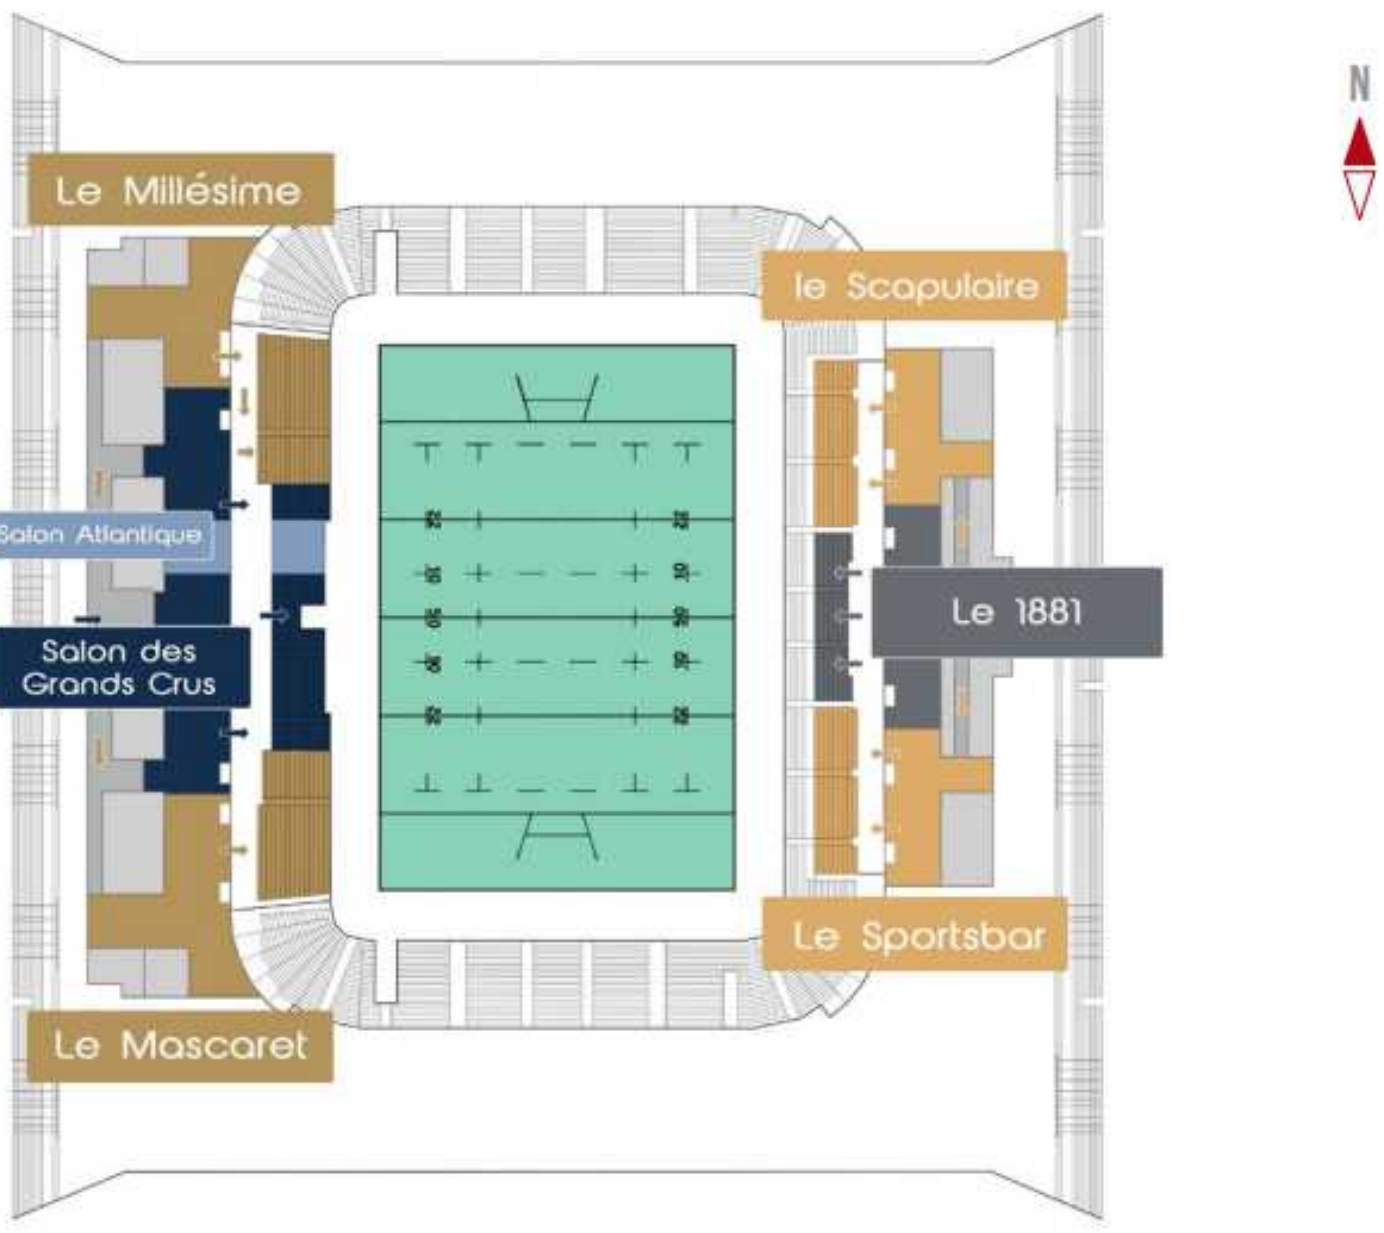 N
Le Millésime
le Scapulaire
Salon Atlantique
Le 1881
Salon des
Grands Crus
Le Sportsbar
Le Mascaret